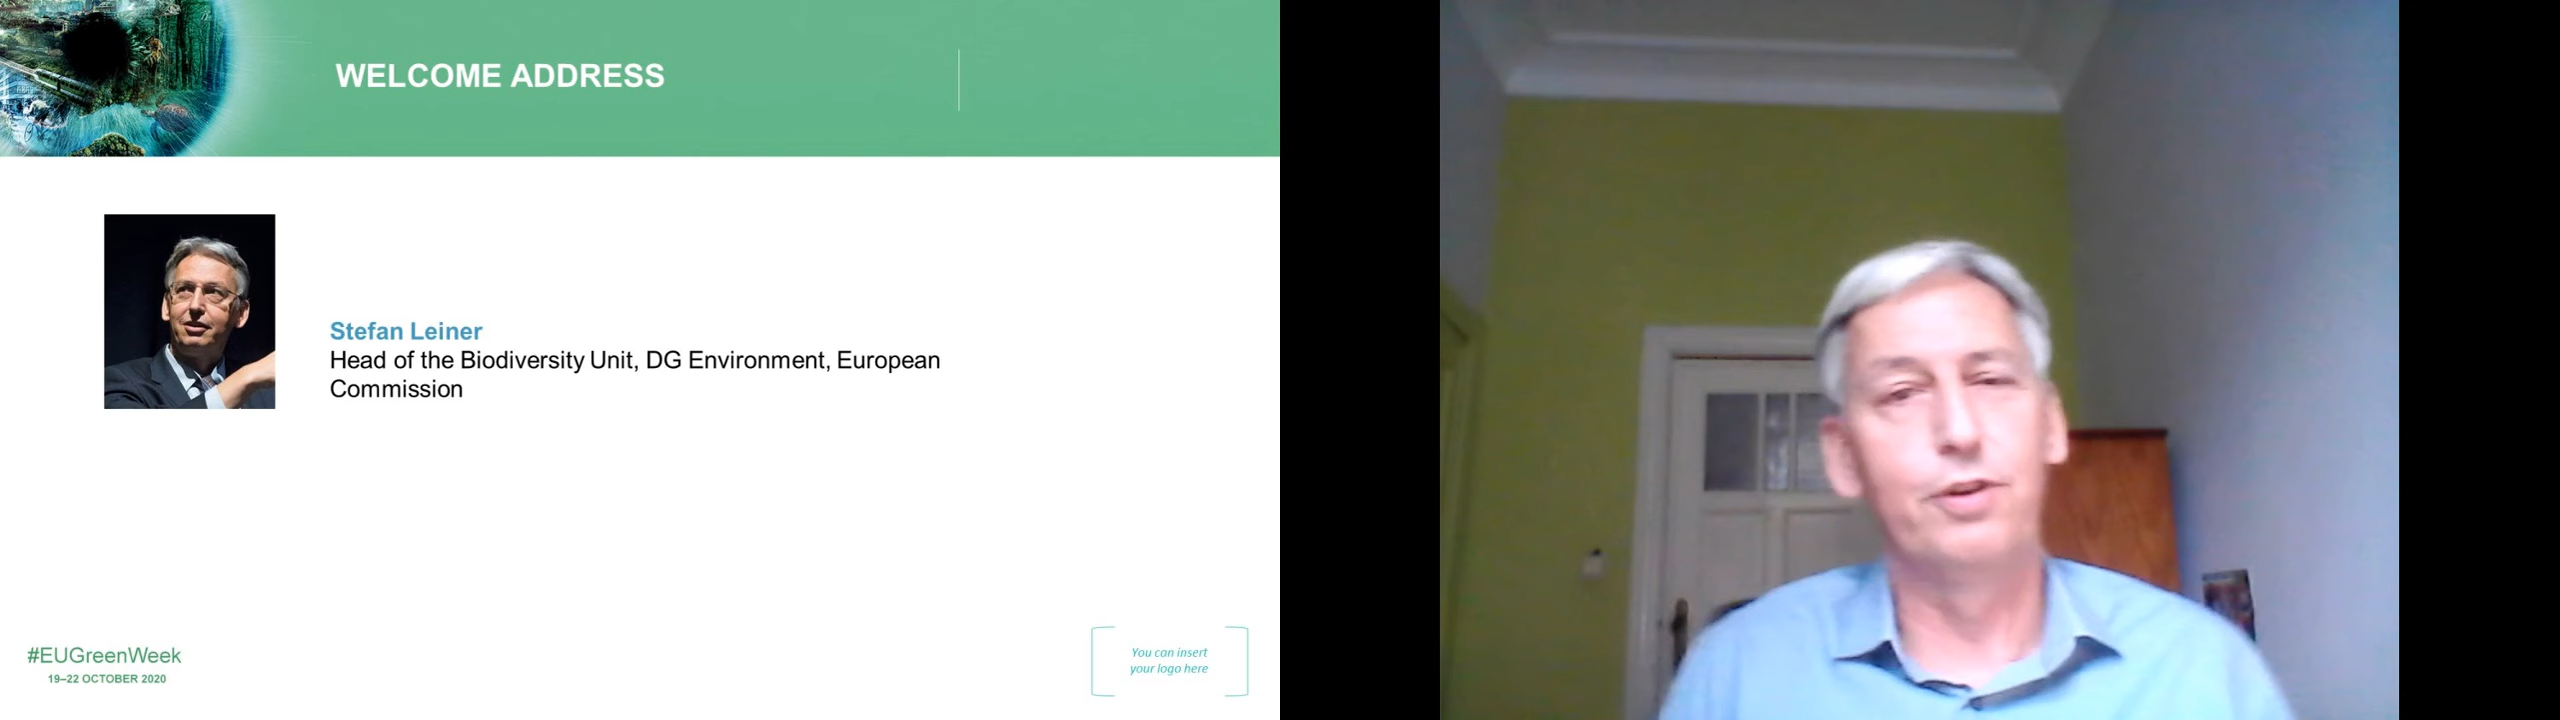 WELCOME ADDRESS
Stefan Leiner
Head of the Biodiversity Unit, DG Environment, European
Commission
#EUGreenWeek
19–22 OCTOBER 2020
You can insert
your logo here